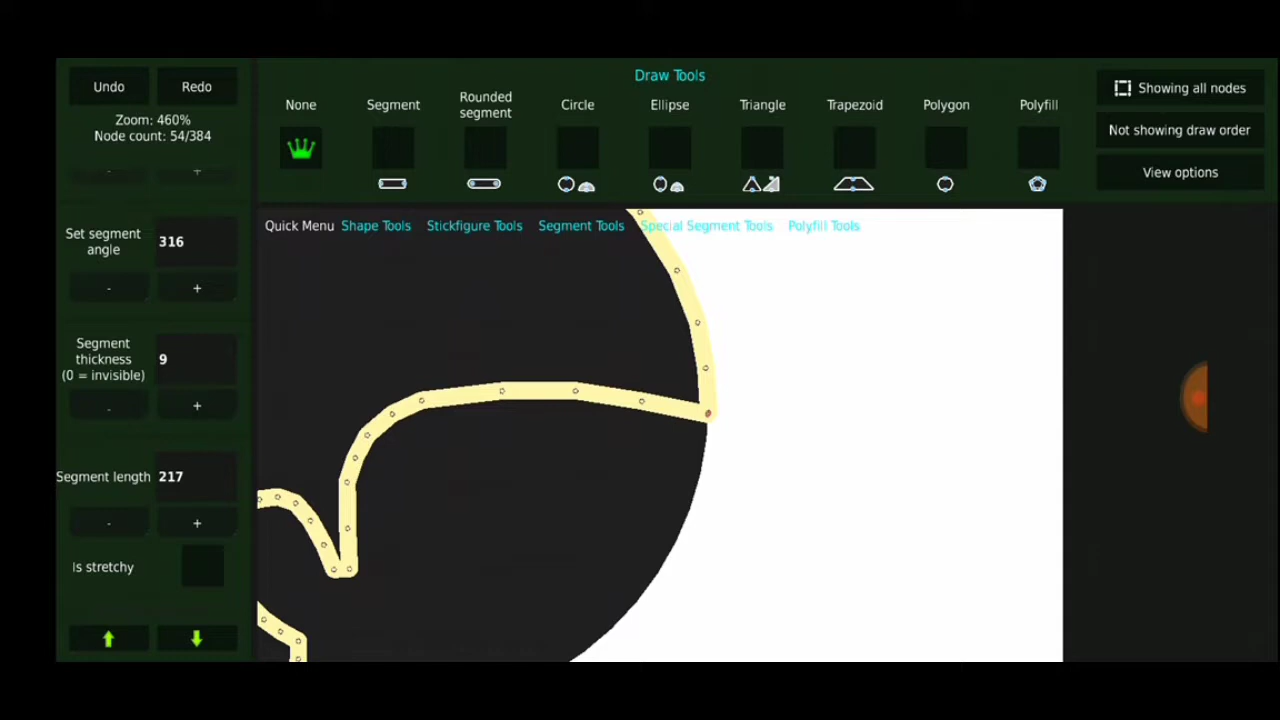 Undo
Redo
Zoom: 460%
Node count: 54/384
-
+
Set segment
angle
316
-
+
Segment
thickness
(0 = invisible)
9
-
+
Segment length
217
-
+
Is stretchy
Draw Tools
None
Segment
Rounded
segment
Circle
Ellipse
Triangle
Trapezoid
Polygon
Polyfill
Quick Menu Shape Tools Stickfigure Tools Segment Tools Special Segment Tools Polyfill Tools
Showing all nodes
Not showing draw order
View options